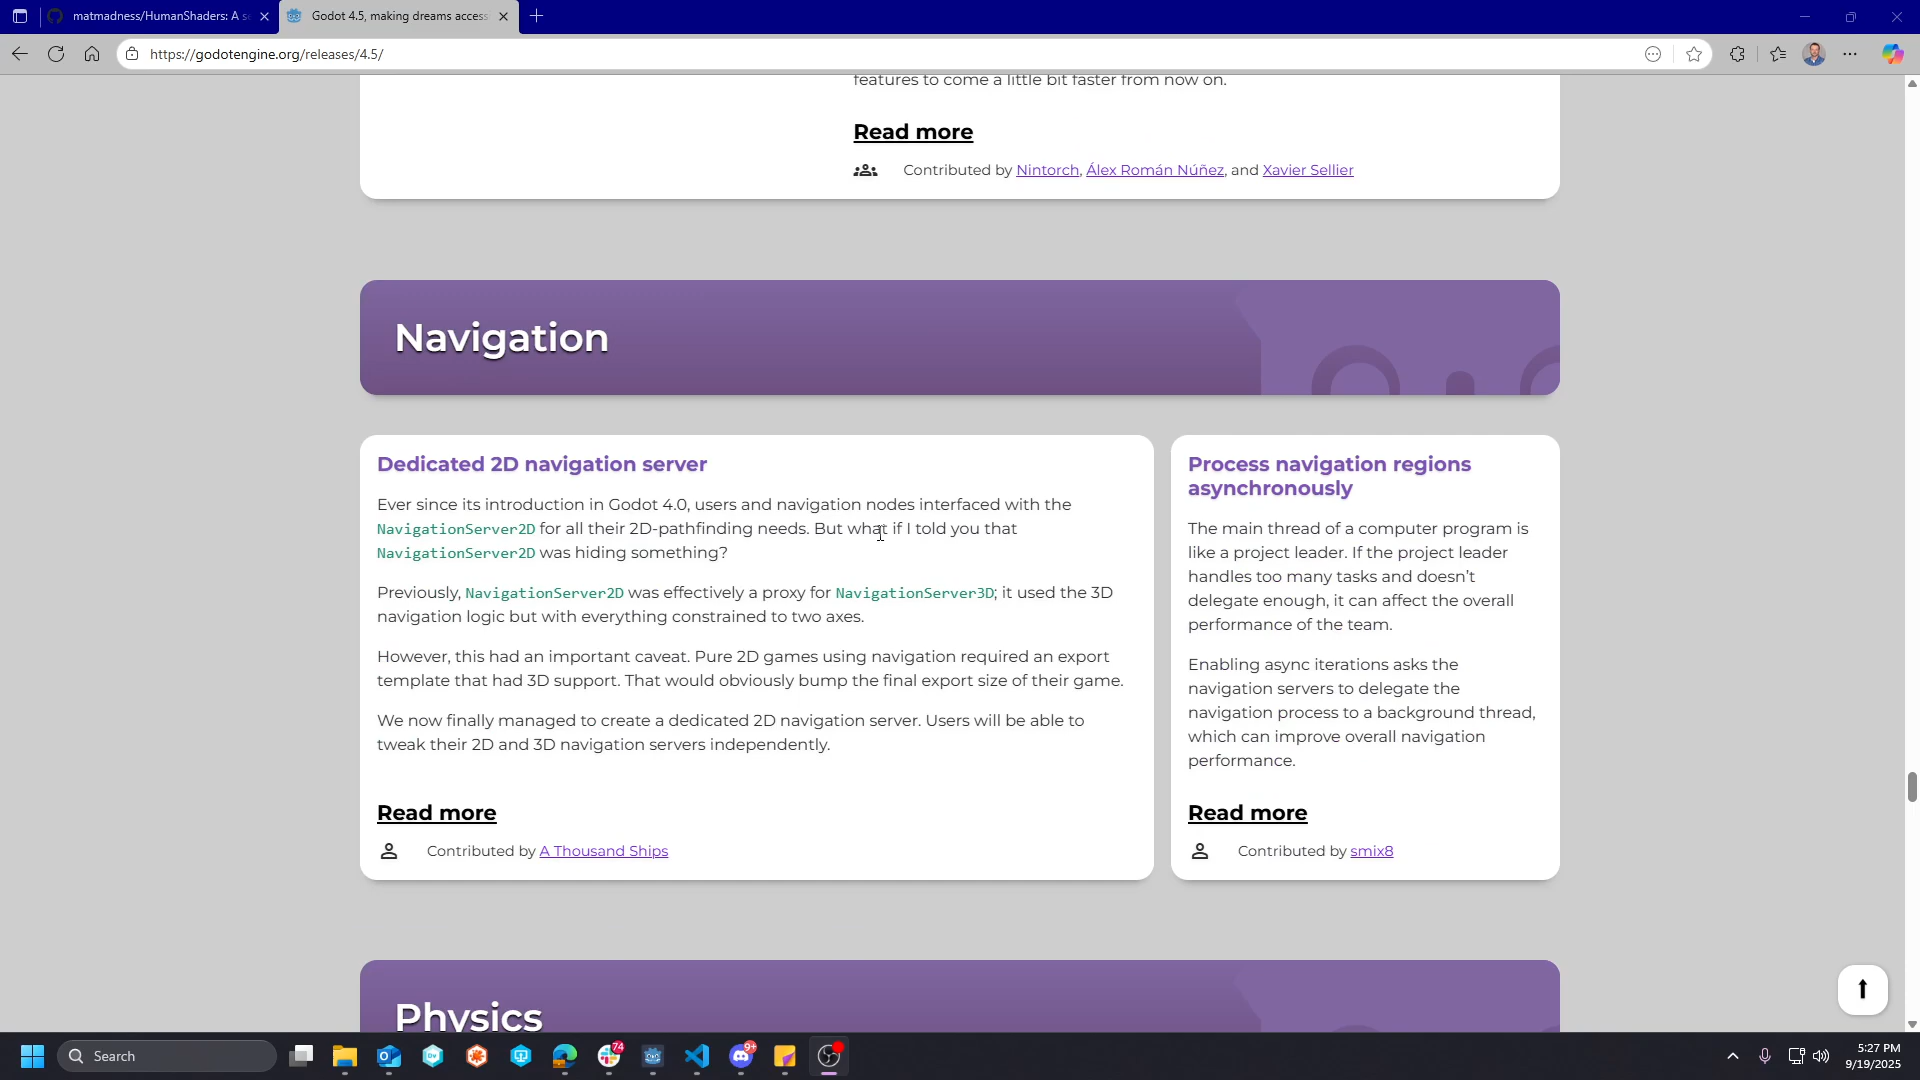 matmadness/HumanShaders: A s
Godot 4.5, making dreams access
https://godotengine.org/releases/4.5/
features to come a little bit faster from now on.
Read more
Contributed by Nintorch, Álex Román Núñez, and Xavier Sellier
Navigation
Dedicated 2D navigation server
Ever since its introduction in Godot 4.0, users and navigation nodes interfaced with the
NavigationServer2D for all their 2D-pathfinding needs. But what if I told you that
NavigationServer2D was hiding something?
Previously, NavigationServer2D was effectively a proxy for NavigationServer3D; it used the 3D
navigation logic but with everything constrained to two axes.
However, this had an important caveat. Pure 2D games using navigation required an export
template that had 3D support. That would obviously bump the final export size of their game.
We now finally managed to create a dedicated 2D navigation server. Users will be able to
tweak their 2D and 3D navigation servers independently.
Read more
Contributed by A Thousand Ships
Process navigation regions
asynchronously
The main thread of a computer program is
like a project leader. If the project leader
handles too many tasks and doesn't
delegate enough, it can affect the overall
performance of the team.
Enabling async iterations asks the
navigation servers to delegate the
navigation process to a background thread,
which can improve overall navigation
performance.
Read more
Contributed by smix8
Physics
Search
74
9+
5:27 PM
9/19/2025